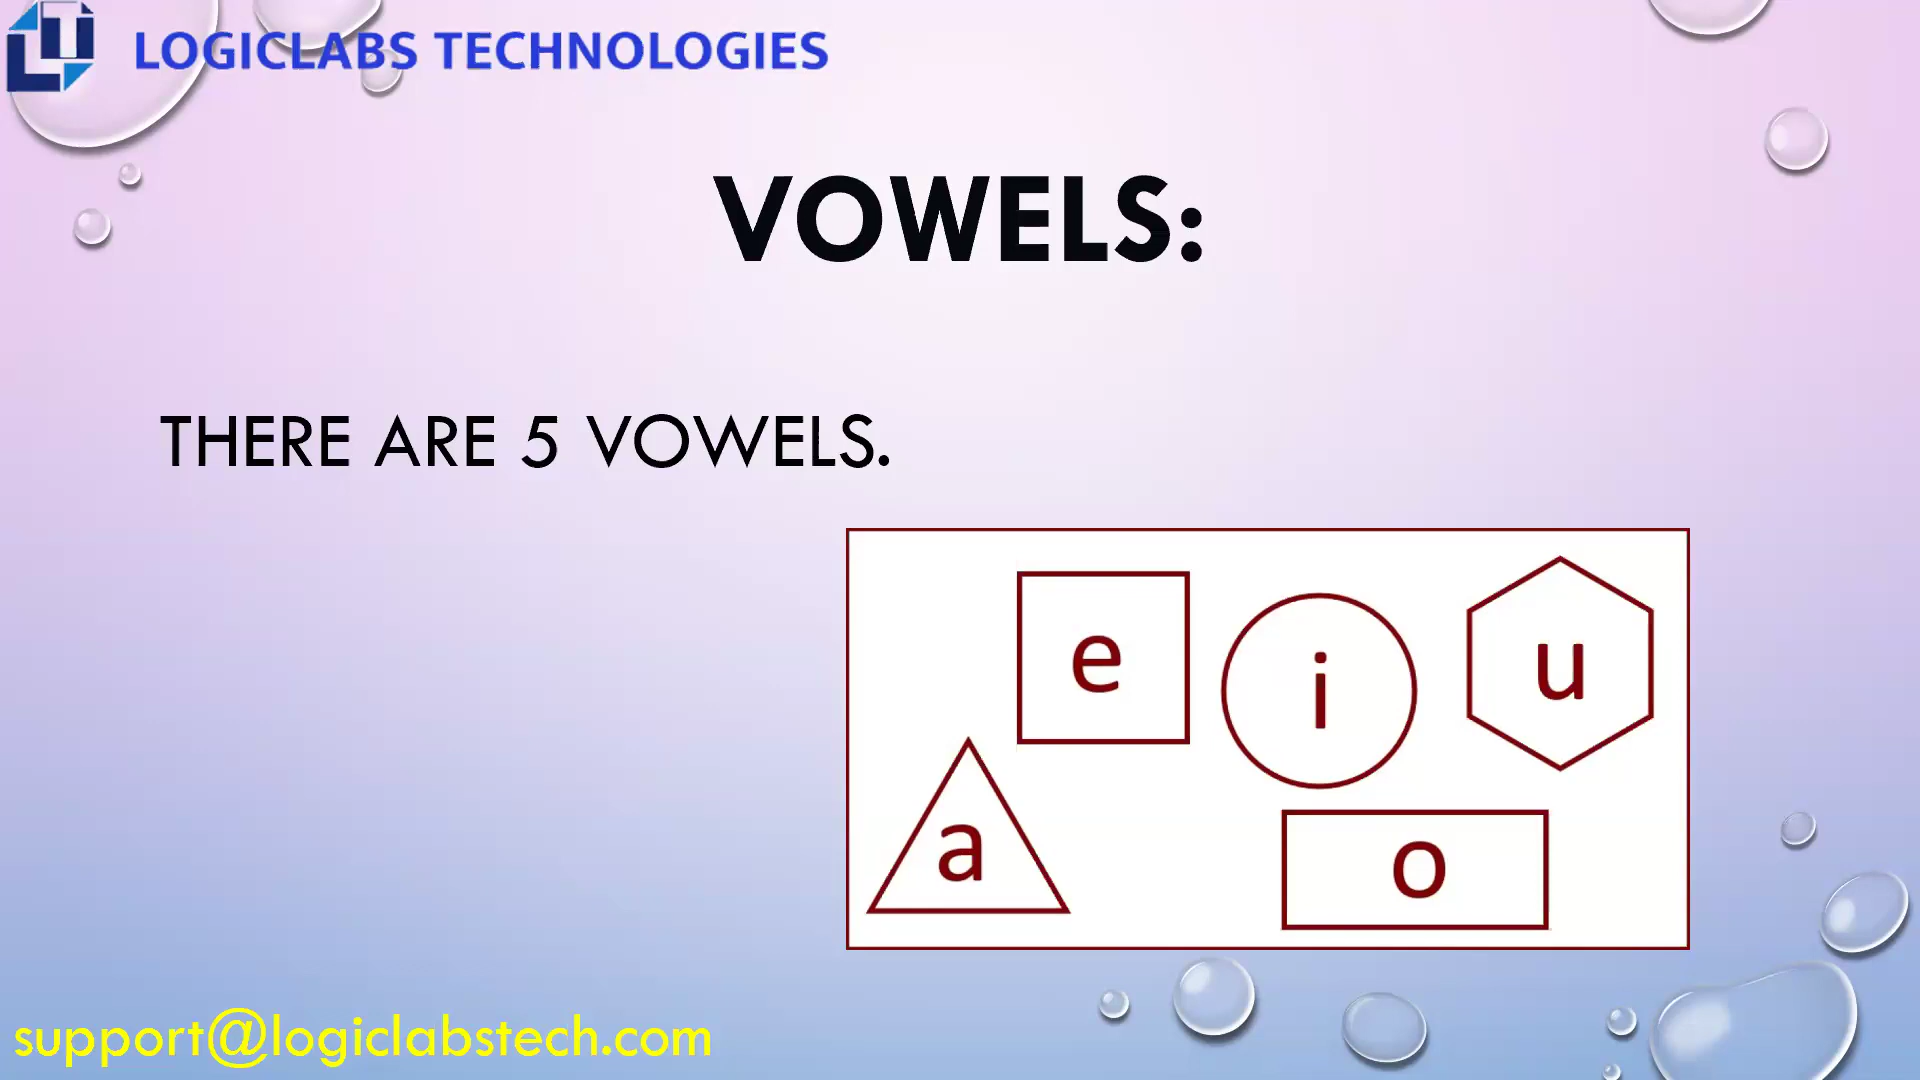 LOGICLABS TECHNOLOGIES
VOWELS:
THERE ARE 5 VOWELS.
e i u
a o
support@logiclabstech.com